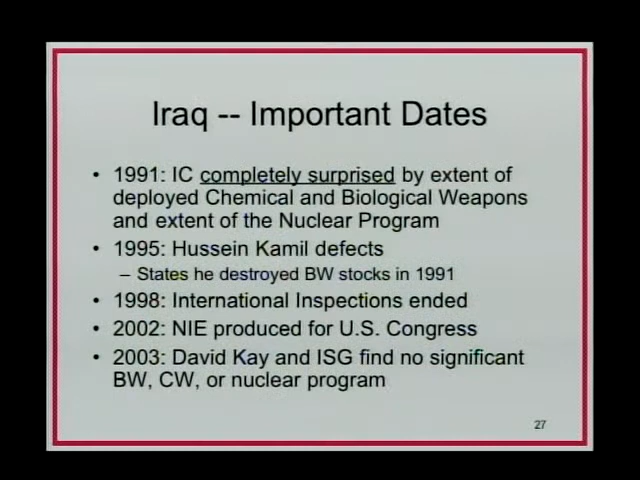 Iraq -- Important Dates
• 1991: IC completely surprised by extent of
deployed Chemical and Biological Weapons
and extent of the Nuclear Program
• 1995: Hussein Kamil defects
– States he destroyed BW stocks in 1991
• 1998: International Inspections ended
• 2002: NIE produced for U.S. Congress
• 2003: David Kay and ISG find no significant
BW, CW, or nuclear program
27